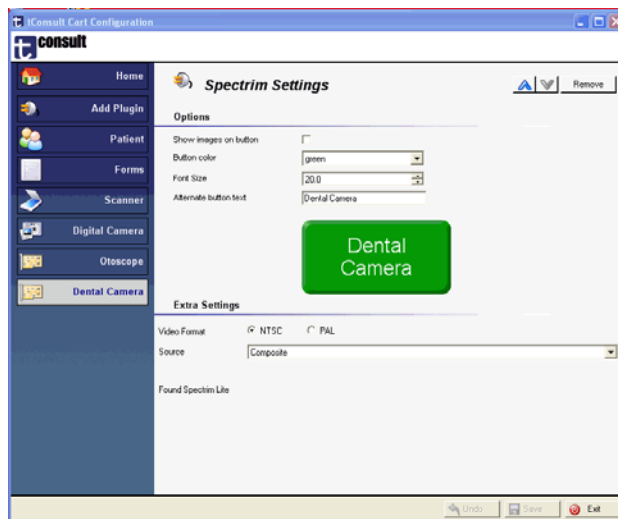 tConsult Cart Configuration
t consult
Home
Add Plugin
Patient
Forms
Scanner
Digital Camera
Otoscope
Dental Camera
Spectrim Settings
Remove
Options
Show images on button
Button color green
Font Size 20.0
Alternate button text Dental Camera
Dental
Camera
Extra Settings
Video Format NTSC PAL
Source Composite
Found Spectrim Lite
Undo Save Exit